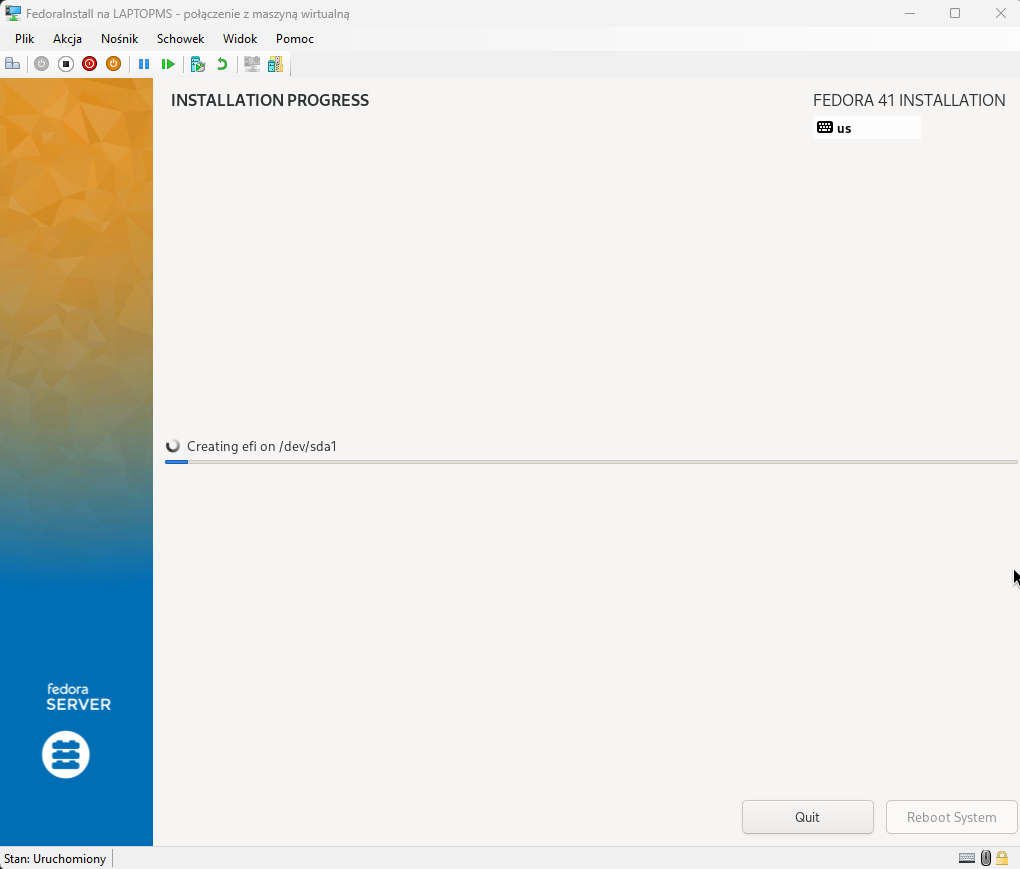 FedoraInstall na LAPTOPMS - połączenie z maszyną wirtualną
Plik Akcja Nośnik Schowek Widok Pomoc
INSTALLATION PROGRESS
FEDORA 41 INSTALLATION
us
Creating efi on /dev/sda1
fedora
SERVER
Quit
Reboot System
Stan: Uruchomiony